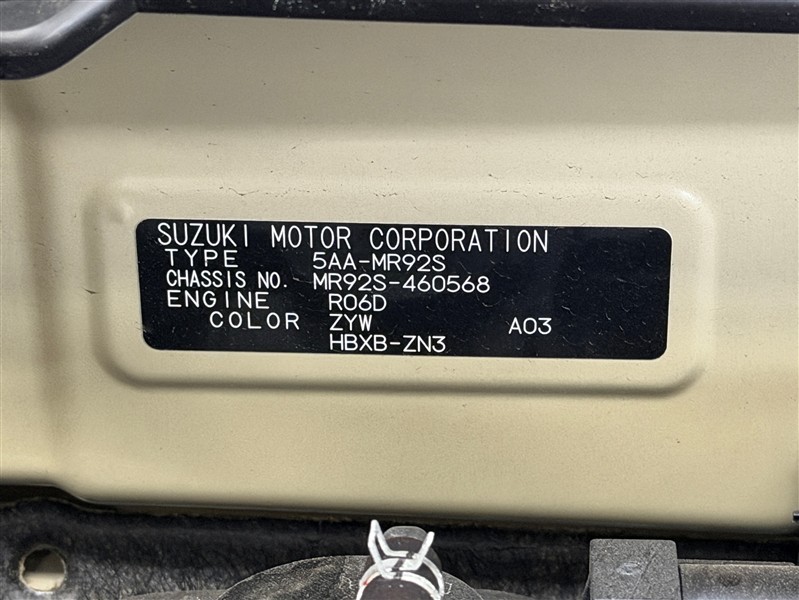 SUZUKI MOTOR CORPORATION
TYPE 5AA-MR92S
CHASSIS NO. MR92S-460568
ENGINE R06D
COLOR ZYW A03
HBXB-ZN3